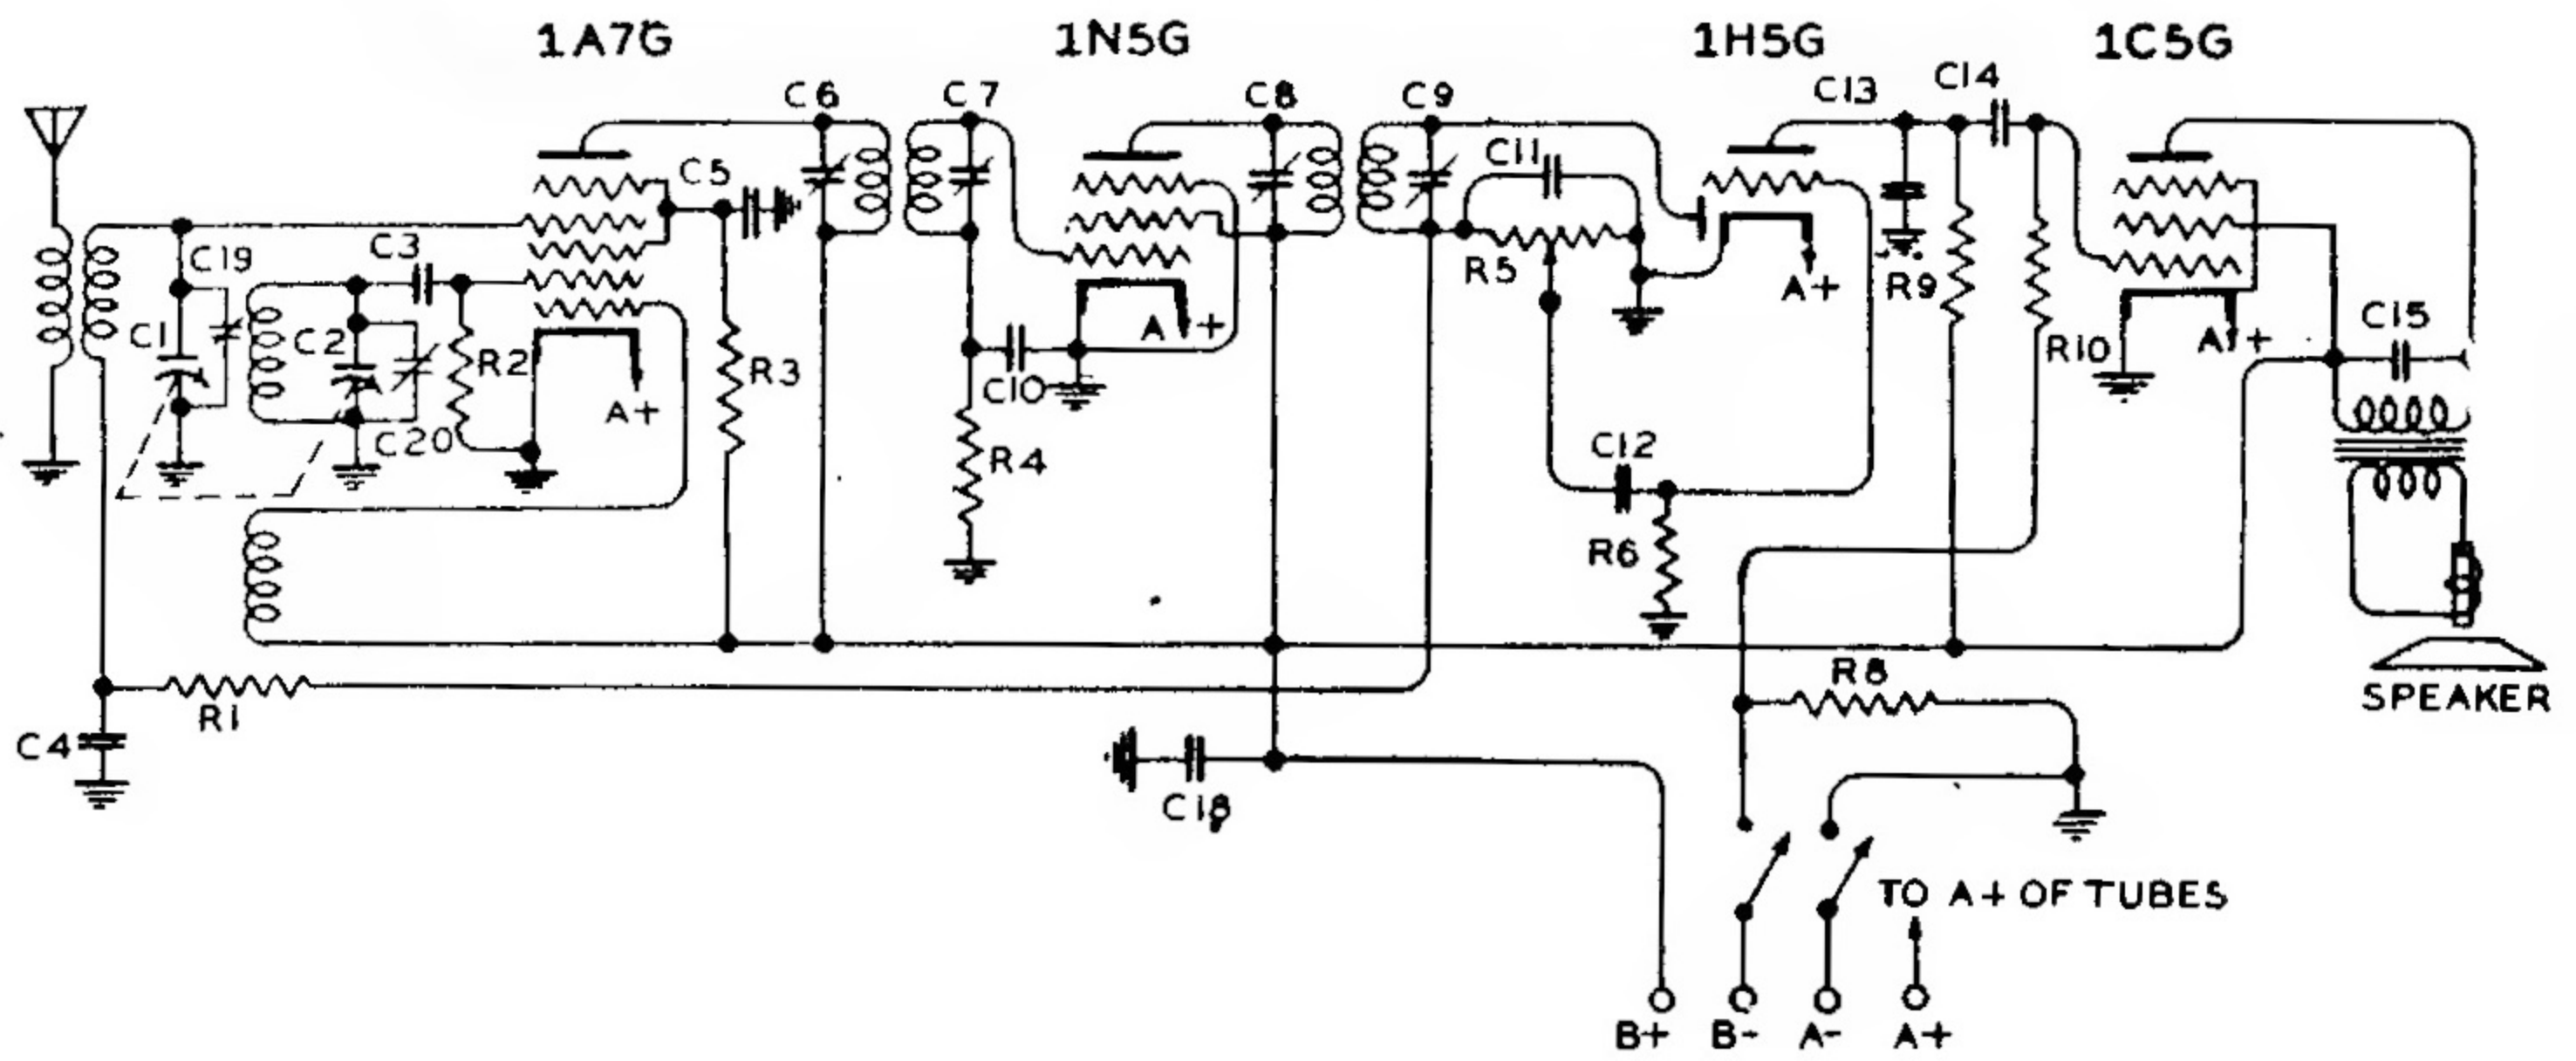 1A7G 1N5G 1H5G 1C5G
C6 C7 C8 C9 C13 C14
C5 C11
C19 C3 R5 A+ R9
C1 C2 R2 R3 A+ R10 A+ C15
C10
A+
C20 R4 C12
R6
R8
R1 SPEAKER
C4
C18
TO A+ OF TUBES
B+ B- A- A+